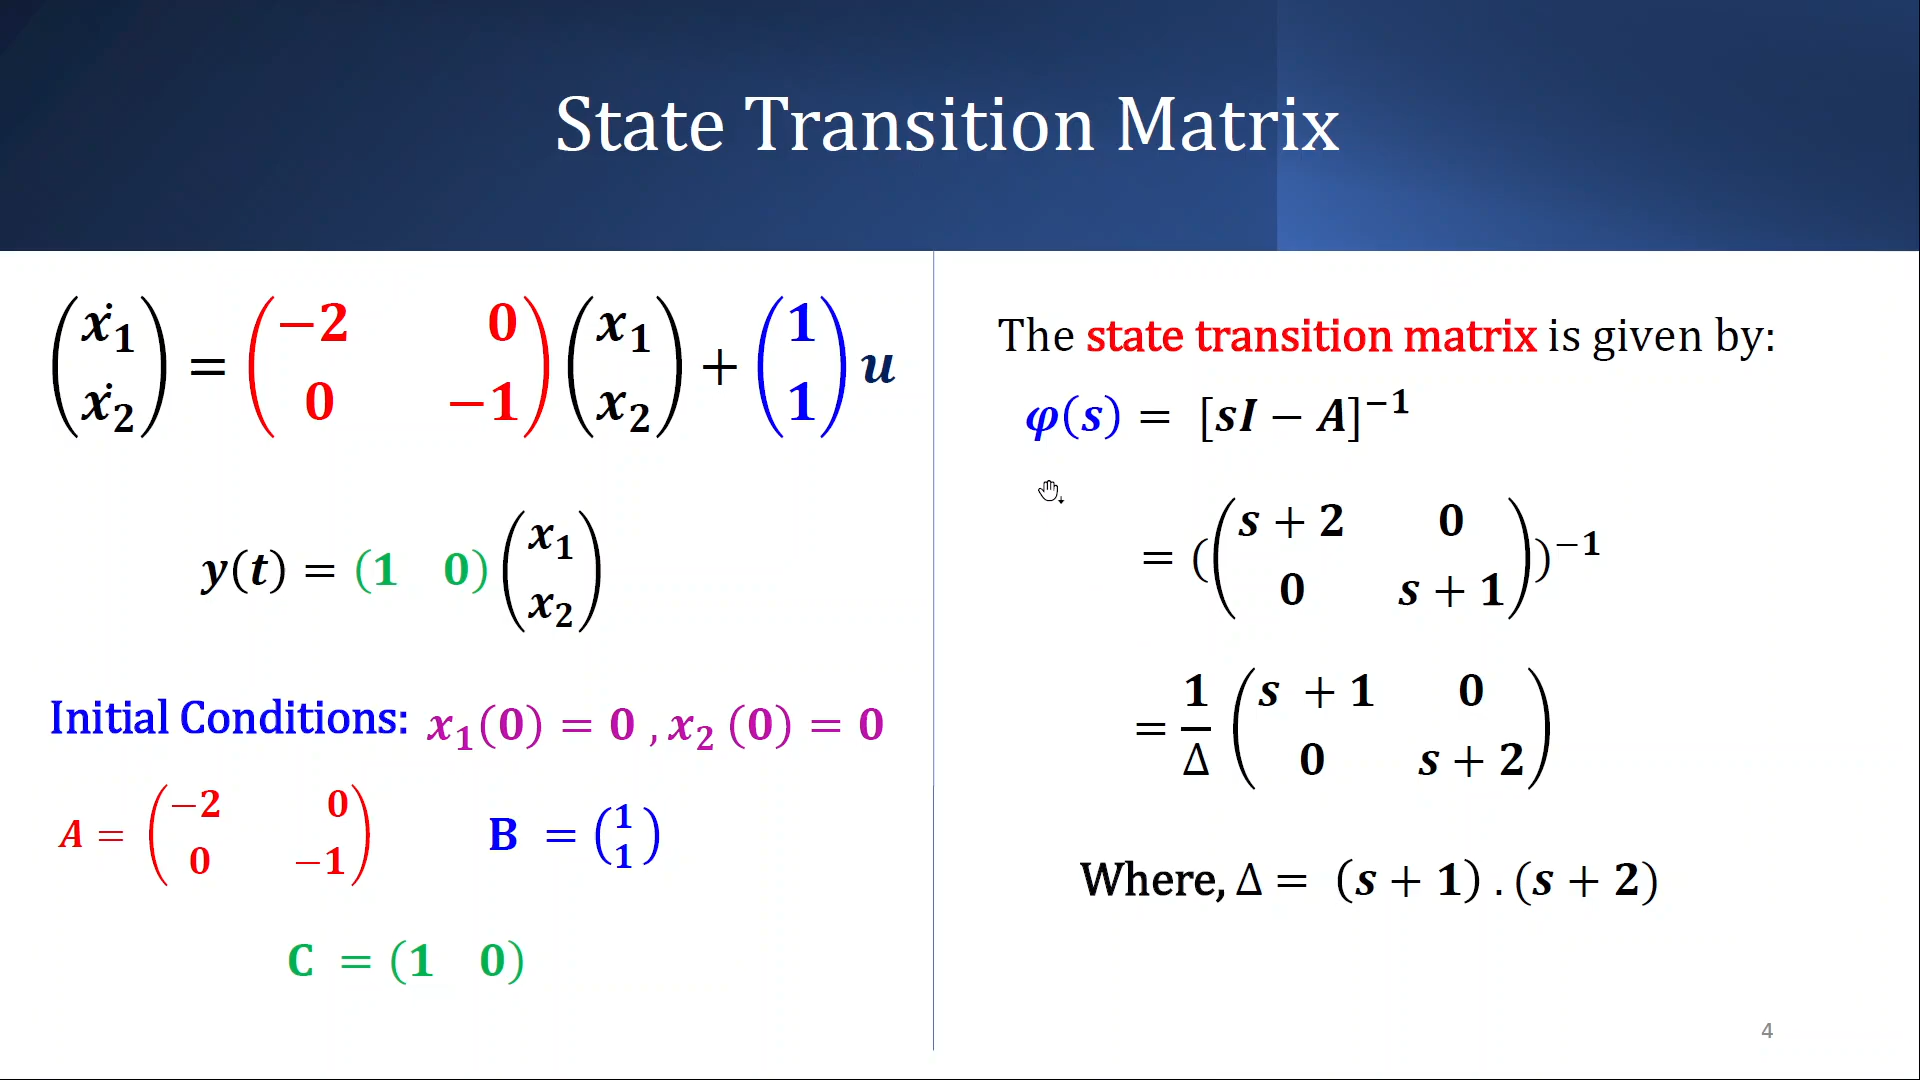 State Transition Matrix
(ẋ₁ ẋ₂) = (−2 0 0 −1) (x₁ x₂) + (1 1) u
y(t) = (1 0) (x₁ x₂)
Initial Conditions: x₁(0) = 0 , x₂ (0) = 0
A = (−2 0 0 −1) B = (1 1)
C = (1 0)
The state transition matrix is given by:
φ(s) = [sI − A]⁻¹
= ((s + 2 0 0 s + 1))⁻¹
= 1/Δ (s + 1 0 0 s + 2)
Where, Δ = (s + 1) . (s + 2)
4